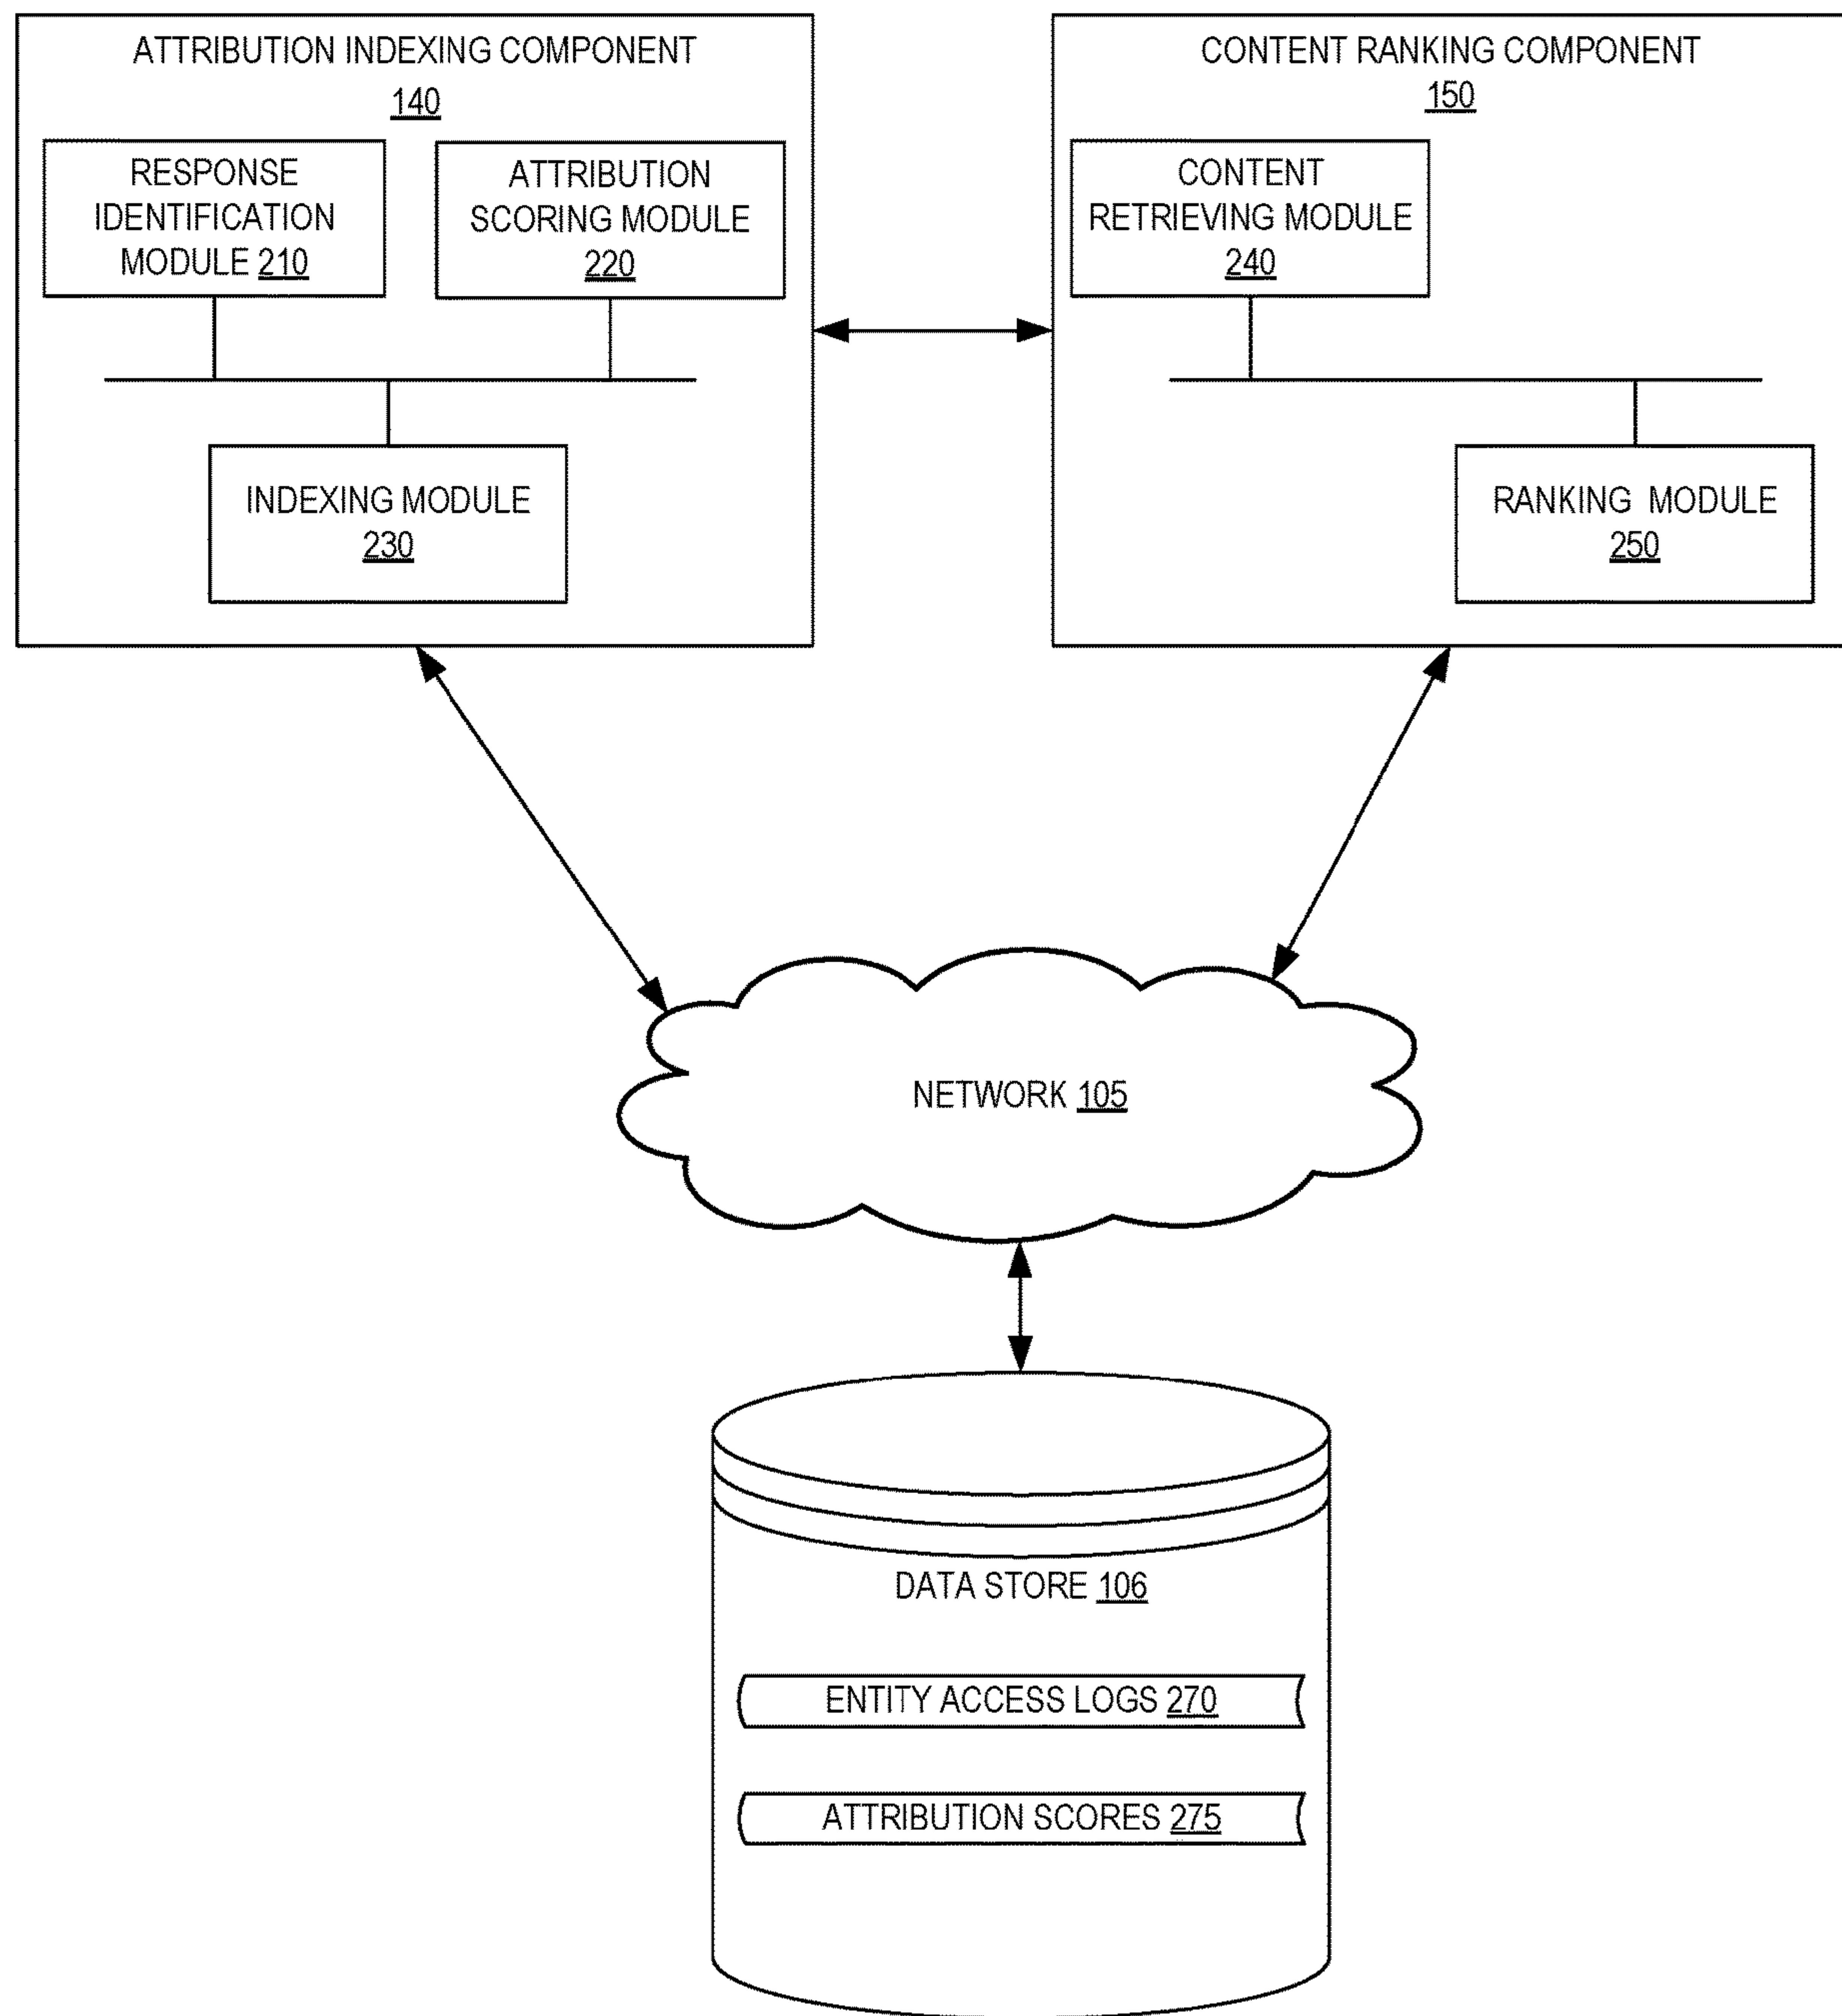 ATTRIBUTION INDEXING COMPONENT
140
RESPONSE
IDENTIFICATION
MODULE 210
ATTRIBUTION
SCORING MODULE
220
INDEXING MODULE
230
CONTENT RANKING COMPONENT
150
CONTENT
RETRIEVING MODULE
240
RANKING MODULE
250
NETWORK 105
DATA STORE 106
ENTITY ACCESS LOGS 270
ATTRIBUTION SCORES 275